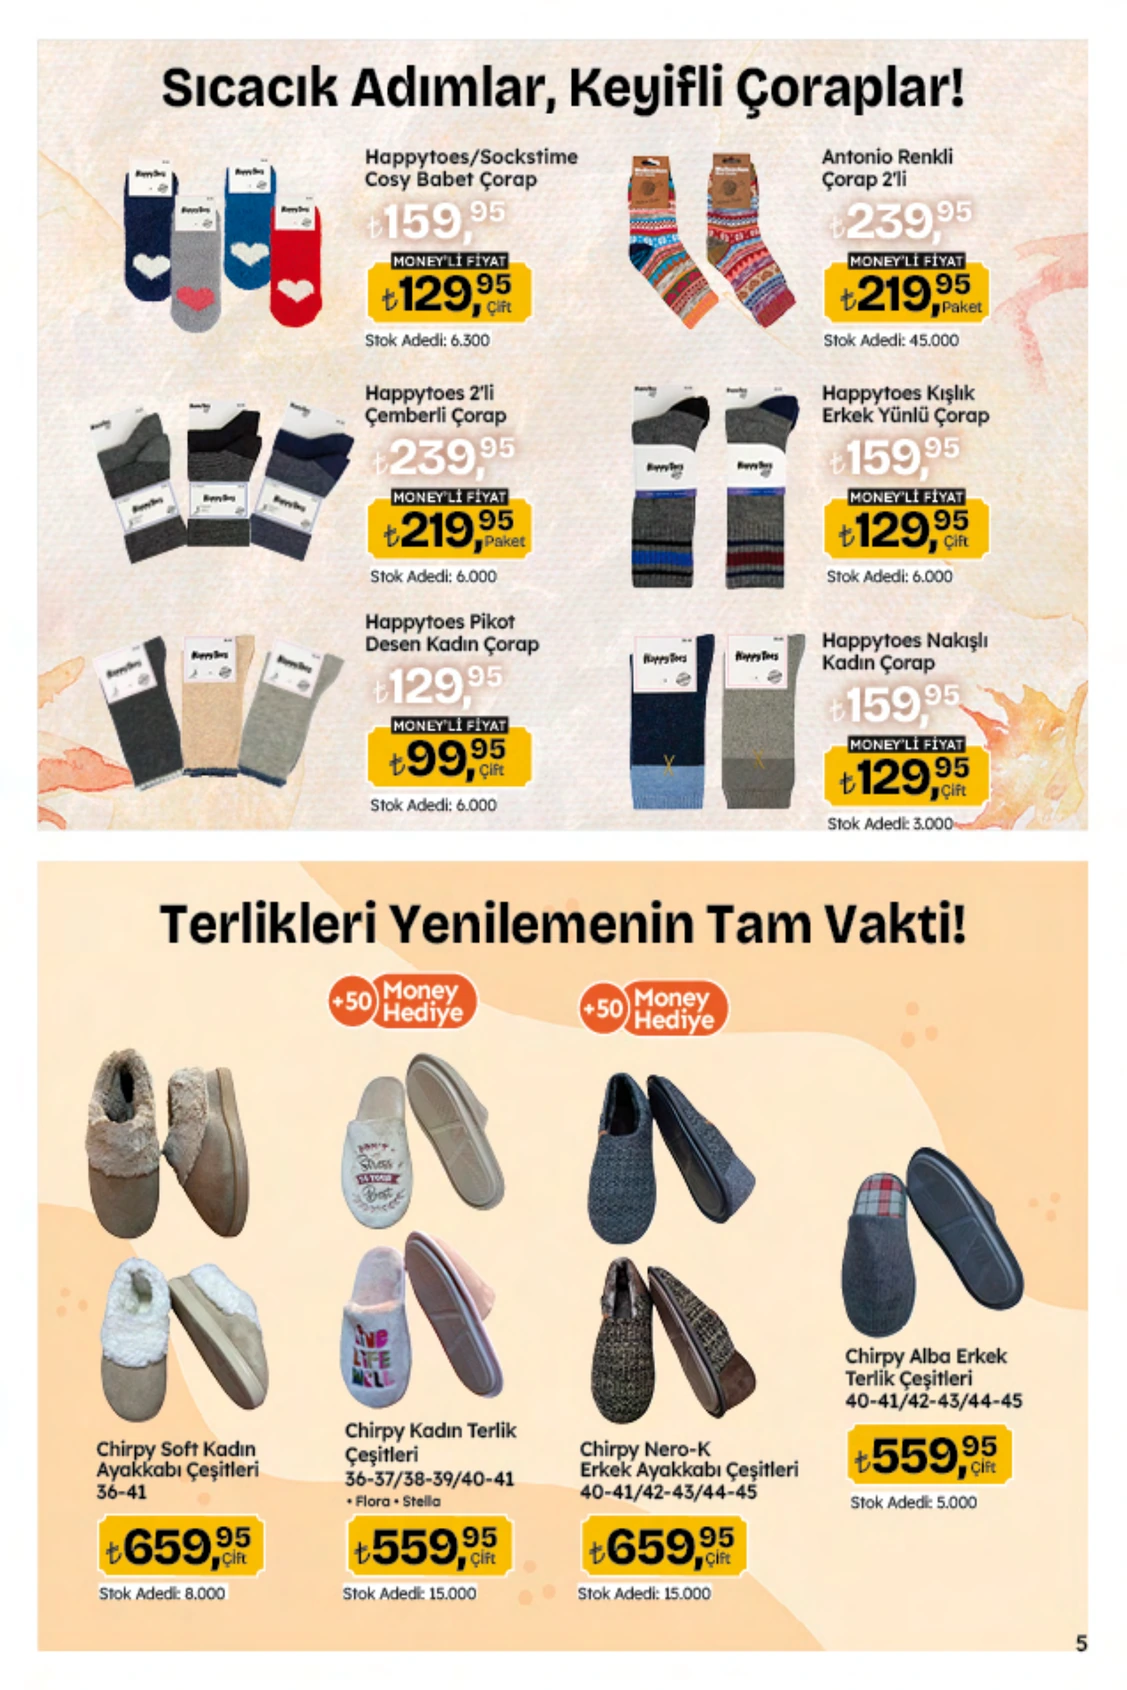 Sıcacık Adımlar, Keyifli Çoraplar!
Happytoes/Sockstime
Cosy Babet Çorap
₺159,95
MONEY'Lİ FİYAT
₺129,95
Çift
Stok Adedi: 6.300
Antonio Renkli
Çorap 2'li
₺239,95
MONEY'Lİ FİYAT
₺219,95
Paket
Stok Adedi: 45.000
Happytoes 2'li
Çemberli Çorap
₺239,95
MONEY'Lİ FİYAT
₺219,95
Paket
Stok Adedi: 6.000
Happytoes Kışlık
Erkek Yünlü Çorap
₺159,95
MONEY'Lİ FİYAT
₺129,95
Çift
Stok Adedi: 6.000
Happytoes Pikot
Desen Kadın Çorap
₺129,95
MONEY'Lİ FİYAT
₺99,95
Çift
Stok Adedi: 6.000
Happytoes Nakışlı
Kadın Çorap
₺159,95
MONEY'Lİ FİYAT
₺129,95
Çift
Stok Adedi: 3.000
Terlikleri Yenilemenin Tam Vakti!
+50 Money
Hediye
+50 Money
Hediye
Chirpy Soft Kadın
Ayakkabı Çeşitleri
36-41
₺659,95
Çift
Stok Adedi: 8.000
Chirpy Kadın Terlik
Çeşitleri
36-37/38-39/40-41
• Flora • Stella
₺559,95
Çift
Stok Adedi: 15.000
Chirpy Nero-K
Erkek Ayakkabı Çeşitleri
40-41/42-43/44-45
₺659,95
Çift
Stok Adedi: 15.000
Chirpy Alba Erkek
Terlik Çeşitleri
40-41/42-43/44-45
₺559,95
Çift
Stok Adedi: 5.000
5